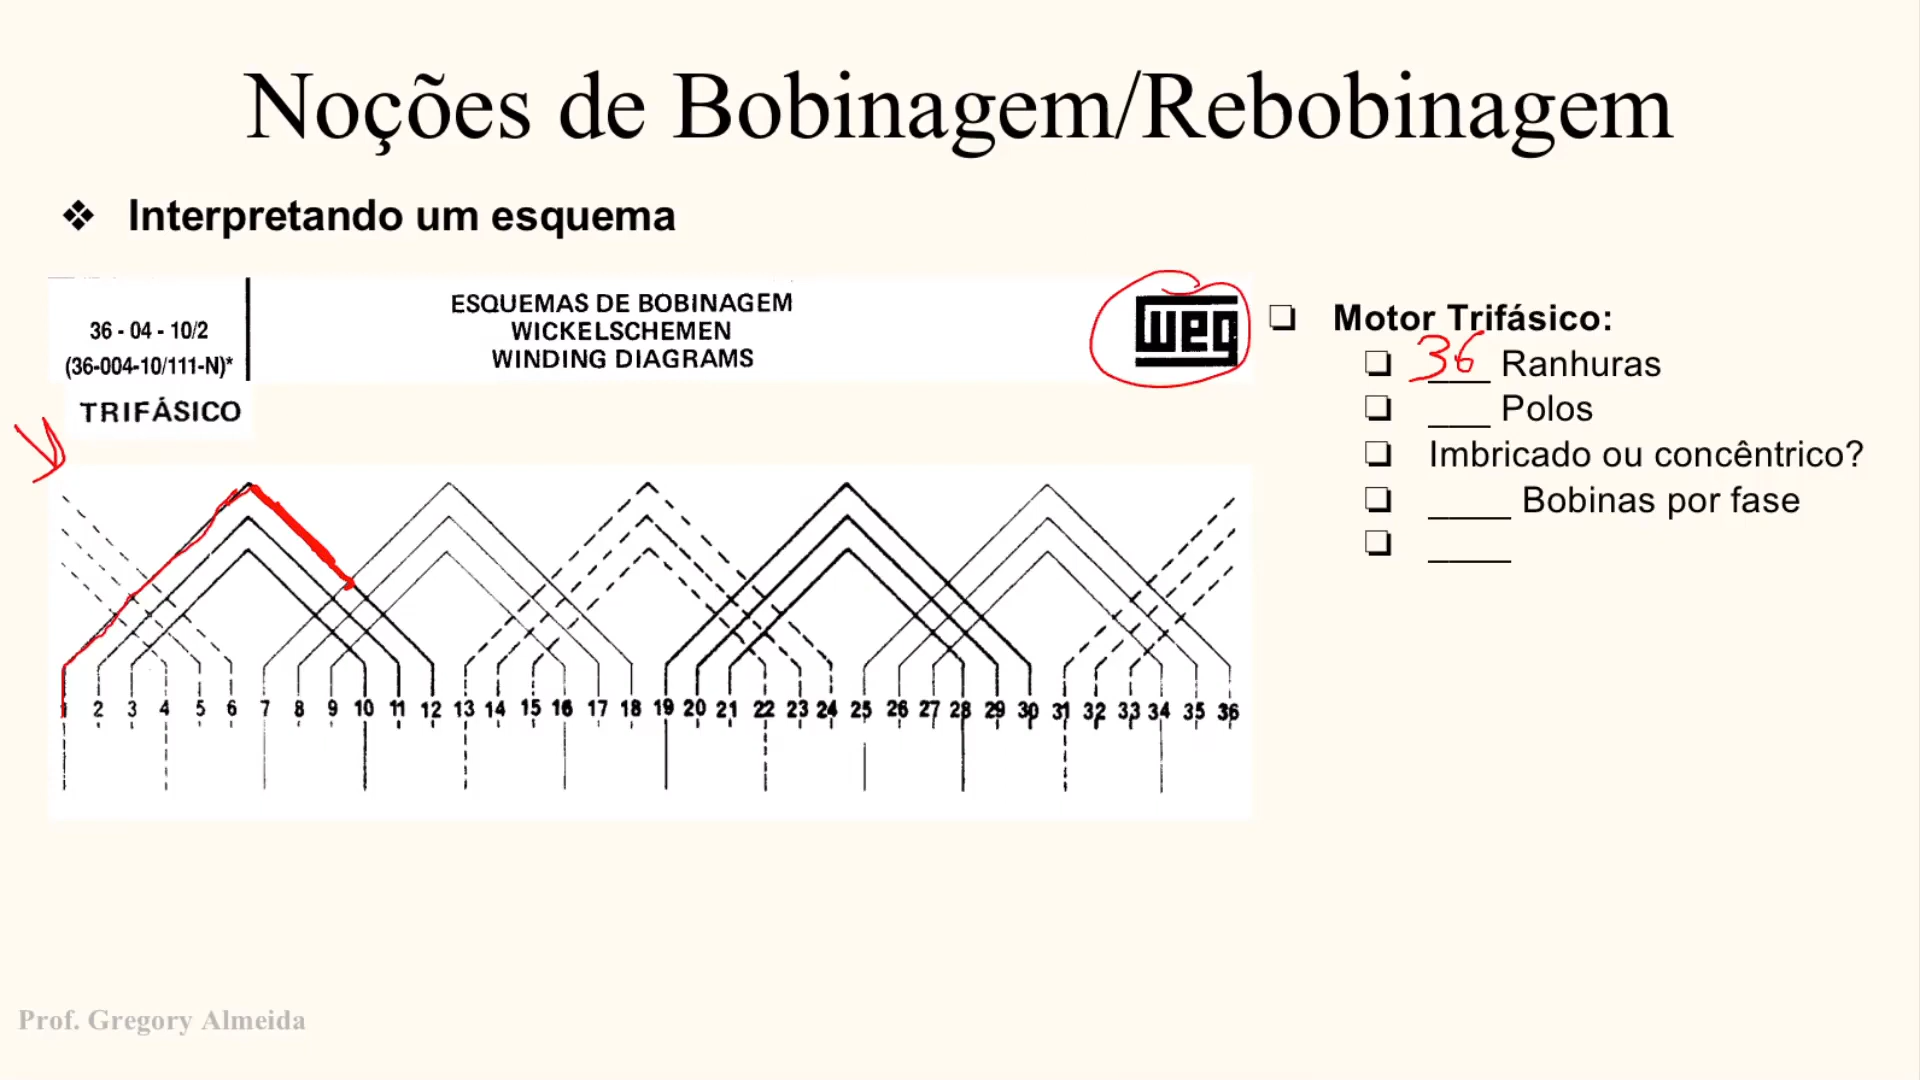 Noções de Bobinagem/Rebobinagem
❖ Interpretando um esquema
36 - 04 - 10/2
(36-004-10/111-N)*
TRIFÁSICO
ESQUEMAS DE BOBINAGEM
WICKELSCHEMEN
WINDING DIAGRAMS
weg
❑ Motor Trifásico:
❑ 36 Ranhuras
❑ ___ Polos
❑ Imbricado ou concêntrico?
❑ ____ Bobinas por fase
❑ ____
1 2 3 4 5 6 7 8 9 10 11 12 13 14 15 16 17 18 19 20 21 22 23 24 25 26 27 28 29 30 31 32 33 34 35 36
Prof. Gregory Almeida